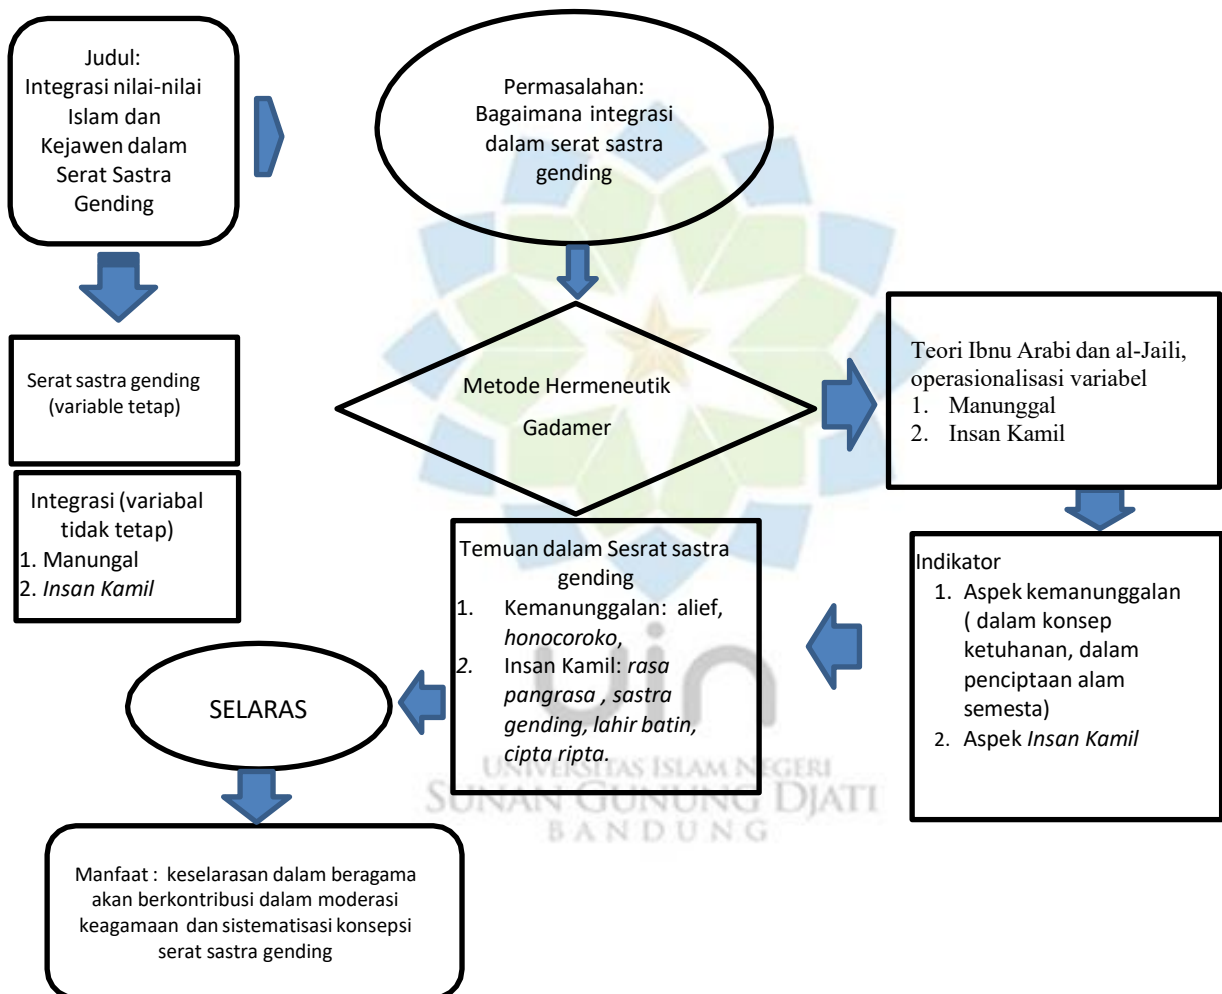 Judul:
Integrasi nilai-nilai
Islam dan
Kejawen dalam
Serat Sastra
Gending
Permasalahan:
Bagaimana integrasi
dalam serat sastra
gending
Serat sastra gending
(variable tetap)
Integrasi (variabal
tidak tetap)
1. Manungal
2. Insan Kamil
Metode Hermeneutik
Gadamer
Teori Ibnu Arabi dan al-Jaili,
operasionalisasi variabel
1. Manunggal
2. Insan Kamil
Indikator
1. Aspek kemanunggalan
( dalam konsep
ketuhanan, dalam
penciptaan alam
semesta)
2. Aspek Insan Kamil
Temuan dalam Sesrat sastra
gending
1. Kemanunggalan: alief,
honocoroko,
2. Insan Kamil: rasa
pangrasa , sastra
gending, lahir batin,
cipta ripta.
SELARAS
Manfaat : keselarasan dalam beragama
akan berkontribusi dalam moderasi
keagamaan dan sistematisasi konsepsi
serat sastra gending
uin
UNIVERSITAS ISLAM NEGERI
SUNAN GUNUNG DJATI
BANDUNG